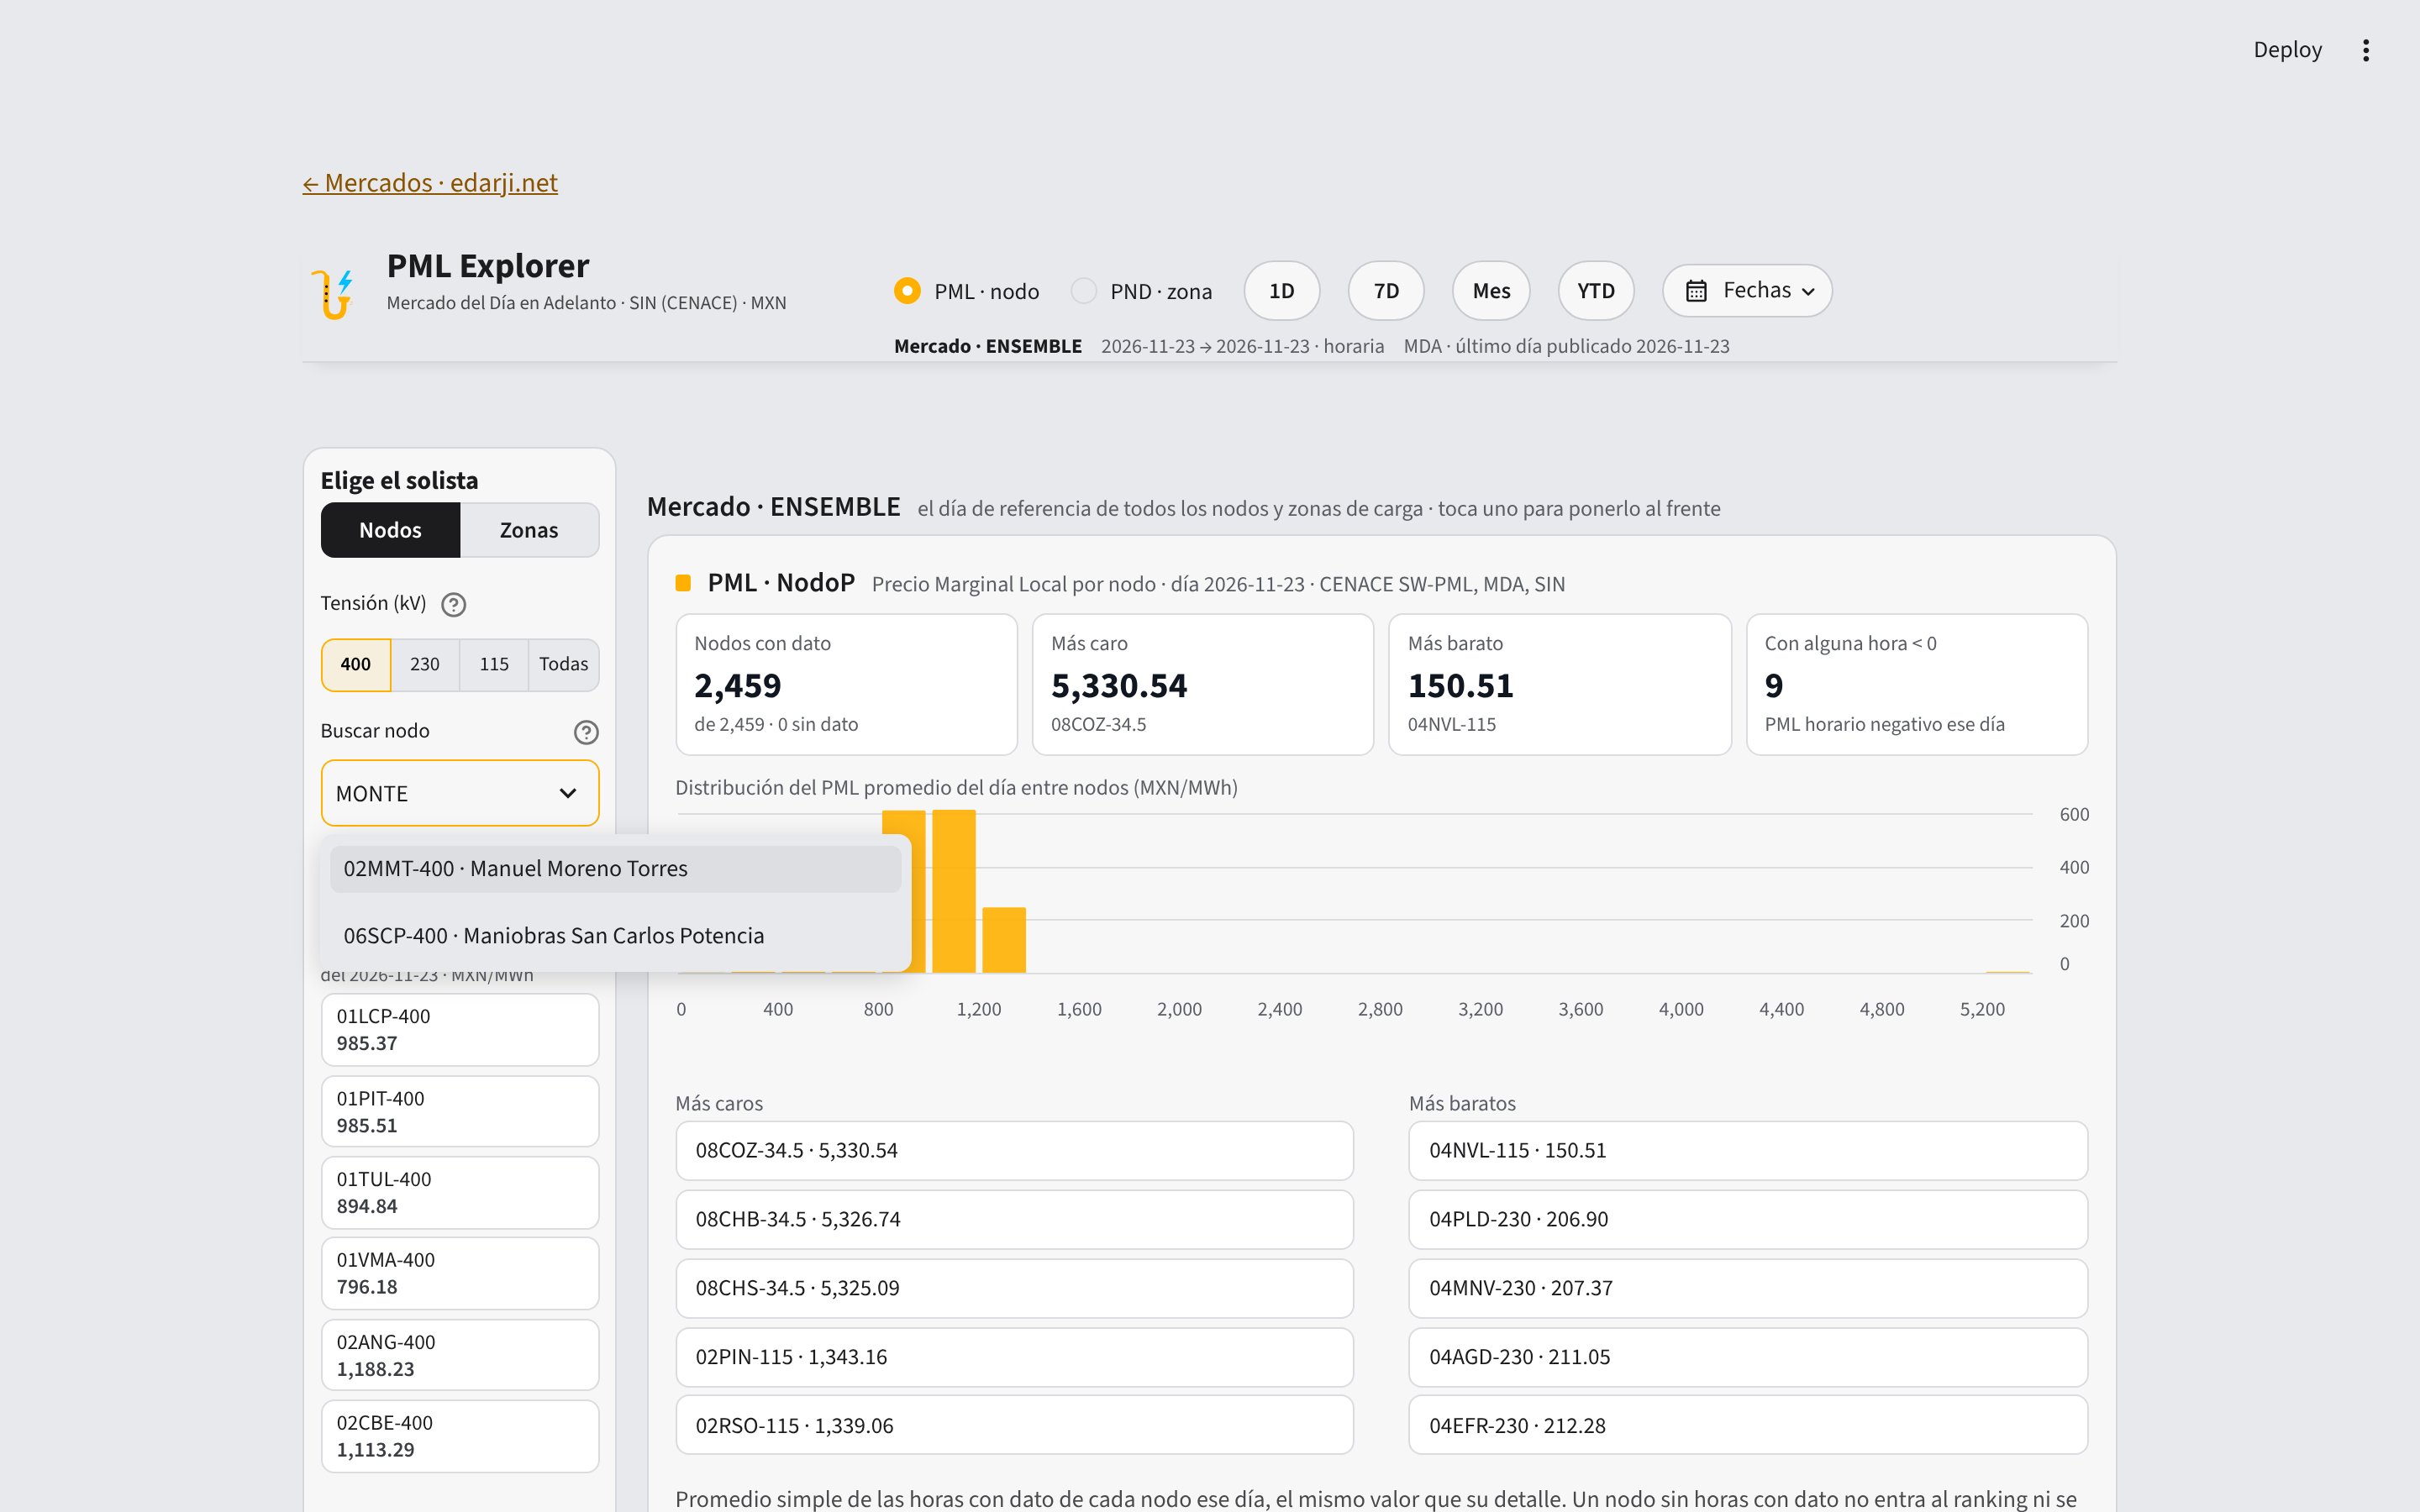 Deploy
← Mercados · edarji.net
PML Explorer
Mercado del Día en Adelanto · SIN (CENACE) · MXN
PML · nodo
PND · zona
1D
7D
Mes
YTD
Fechas
Mercado · ENSEMBLE 2026-11-23 → 2026-11-23 · horaria MDA · último día publicado 2026-11-23
Elige el solista
Nodos
Zonas
Tensión (kV)
400
230
115
Todas
Buscar nodo
MONTE
02MMT-400 · Manuel Moreno Torres
06SCP-400 · Maniobras San Carlos Potencia
del 2026-11-23 · MXN/MWh
01LCP-400
985.37
01PIT-400
985.51
01TUL-400
894.84
01VMA-400
796.18
02ANG-400
1,188.23
02CBE-400
1,113.29
Mercado · ENSEMBLE el día de referencia de todos los nodos y zonas de carga · toca uno para ponerlo al frente
PML · NodoP Precio Marginal Local por nodo · día 2026-11-23 · CENACE SW-PML, MDA, SIN
Nodos con dato
2,459
de 2,459 · 0 sin dato
Más caro
5,330.54
08COZ-34.5
Más barato
150.51
04NVL-115
Con alguna hora < 0
9
PML horario negativo ese día
Distribución del PML promedio del día entre nodos (MXN/MWh)
600
400
200
0
0 400 800 1,200 1,600 2,000 2,400 2,800 3,200 3,600 4,000 4,400 4,800 5,200
Más caros
08COZ-34.5 · 5,330.54
08CHB-34.5 · 5,326.74
08CHS-34.5 · 5,325.09
02PIN-115 · 1,343.16
02RSO-115 · 1,339.06
Más baratos
04NVL-115 · 150.51
04PLD-230 · 206.90
04MNV-230 · 207.37
04AGD-230 · 211.05
04EFR-230 · 212.28
Promedio simple de las horas con dato de cada nodo ese día, el mismo valor que su detalle. Un nodo sin horas con dato no entra al ranking ni se